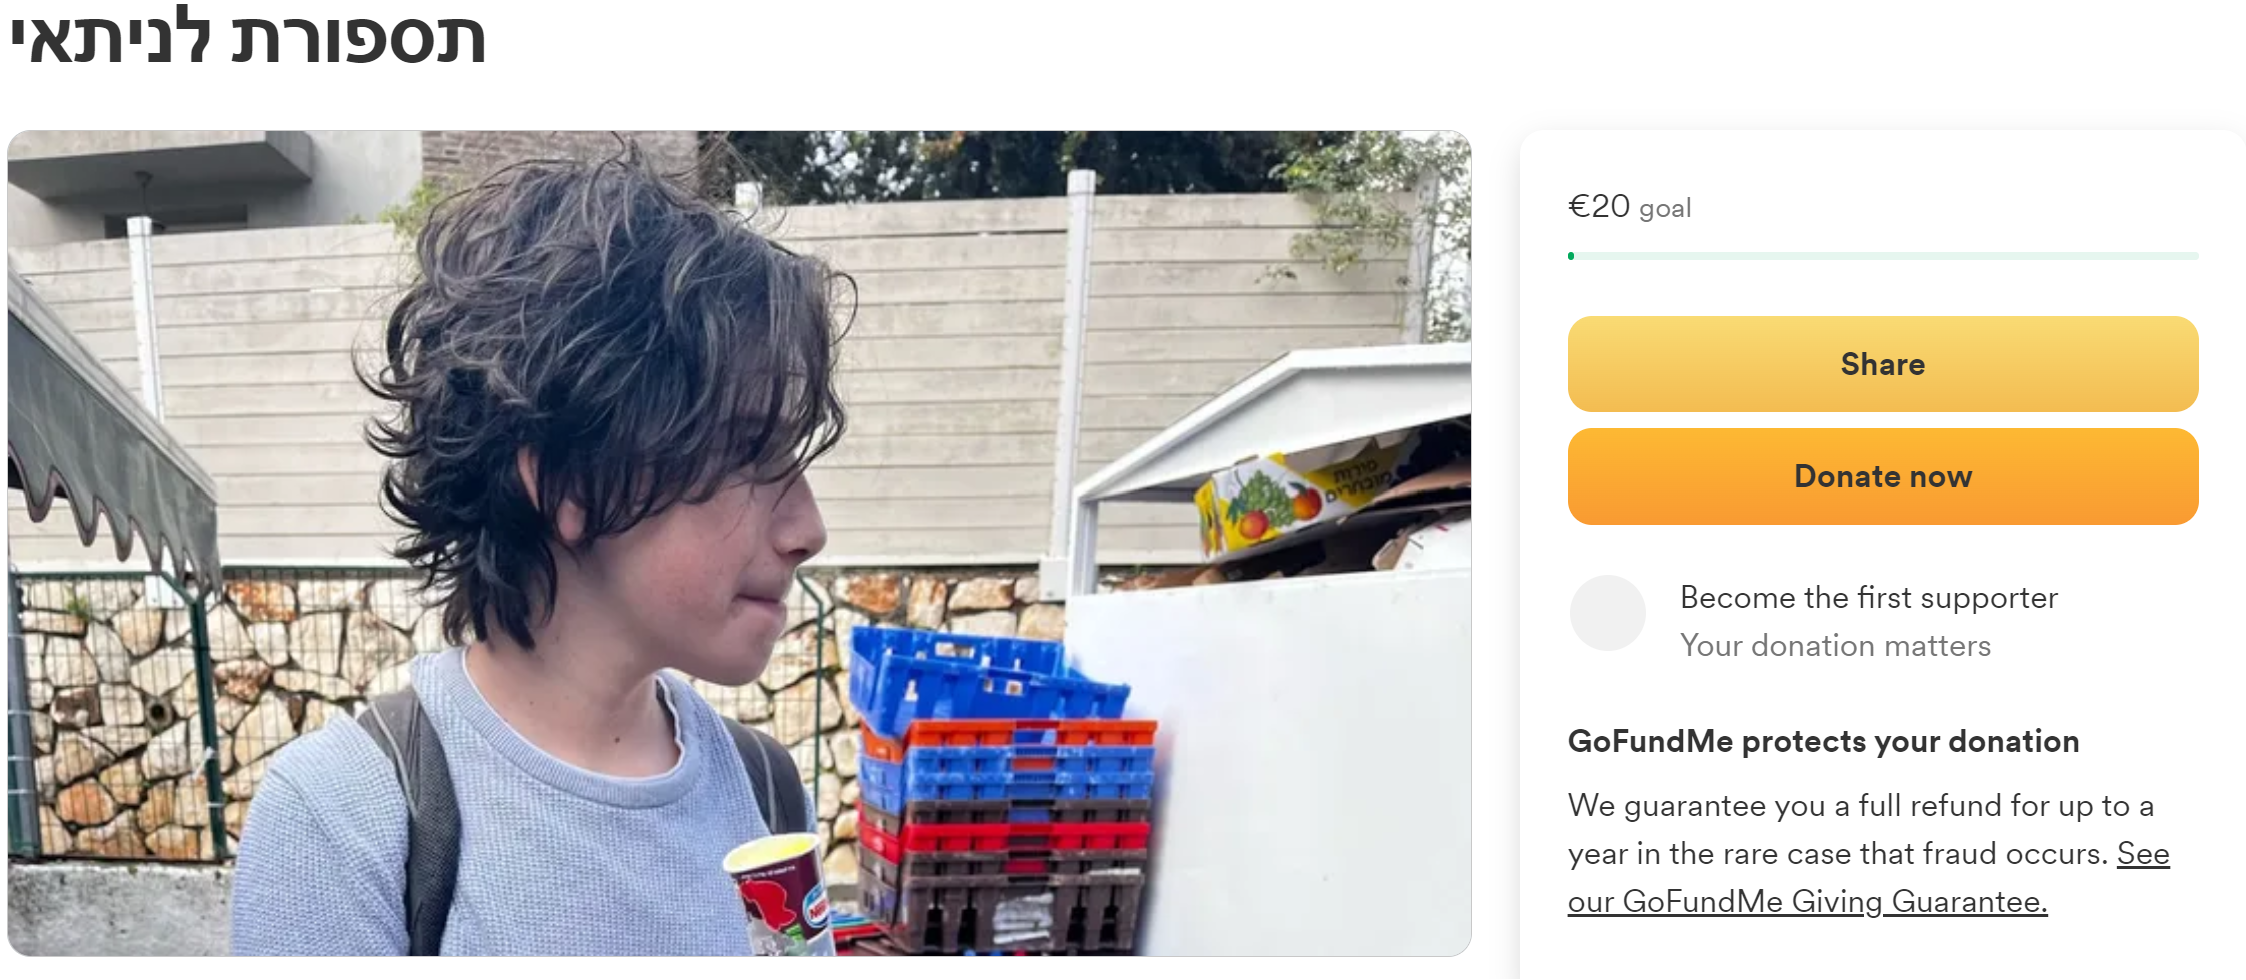 תספורת לניתאי
פירות
מובחרים
€20 goal
Share
Donate now
Become the first supporter
Your donation matters
GoFundMe protects your donation
We guarantee you a full refund for up to a
year in the rare case that fraud occurs. See
our GoFundMe Giving Guarantee.